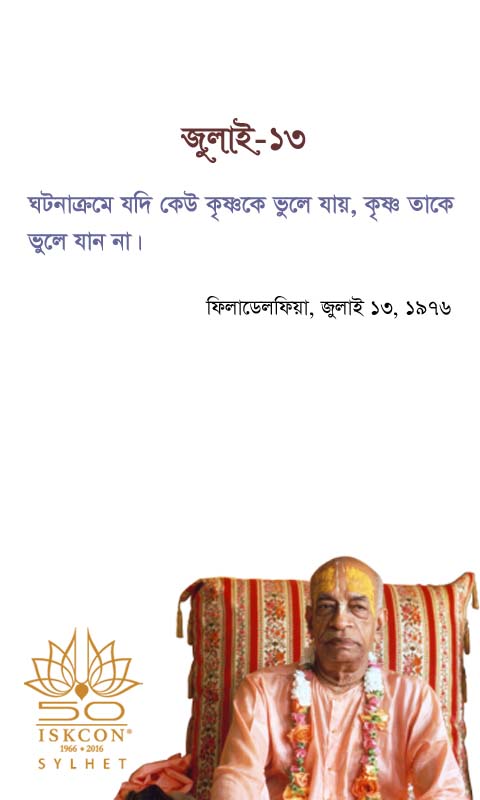 জুলাই-১৩
ঘটনাক্রমে যদি কেউ কৃষ্ণকে ভুলে যায়, কৃষ্ণ তাকে
ভুলে যান না।
ফিলাডেলফিয়া, জুলাই ১৩, ১৯৭৬
50
ISKCON®
1966 • 2016
SYLHET